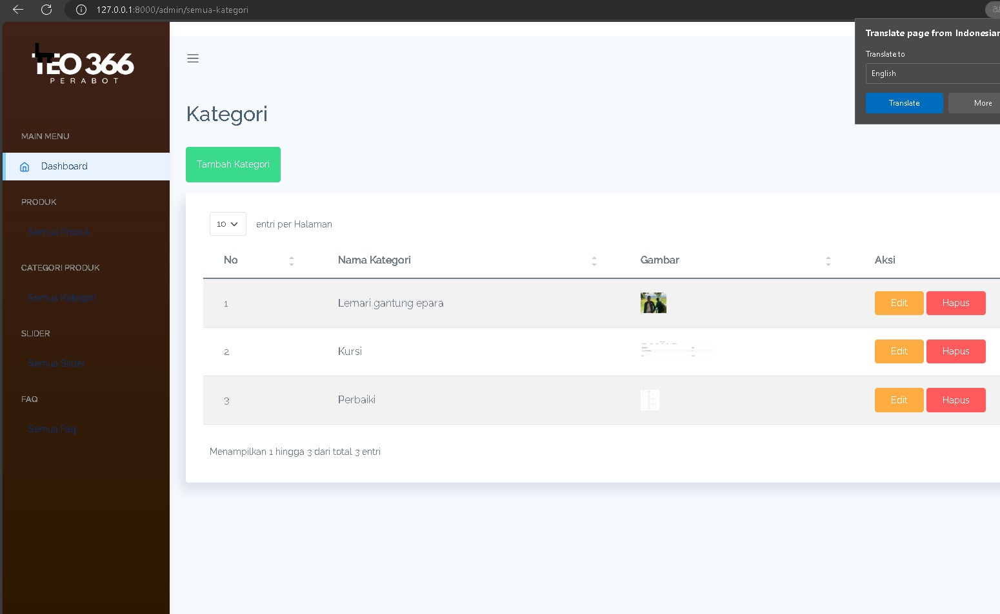 127.0.0.1:8000/admin/semua-kategori
Translate page from Indonesian
Translate to
English
Translate
More
TEO 366
PERABOT
MAIN MENU
Dashboard
PRODUK
Semua Produk
CATEGORI PRODUK
Semua Kategori
SLIDER
Semua Slider
FAQ
Semua Faq
Kategori
Tambah Kategori
10 entri per Halaman
No Nama Kategori Gambar Aksi
1 Lemari gantung epara Edit Hapus
2 Kursi Edit Hapus
3 Perbaiki Edit Hapus
Menampilkan 1 hingga 3 dari total 3 entri